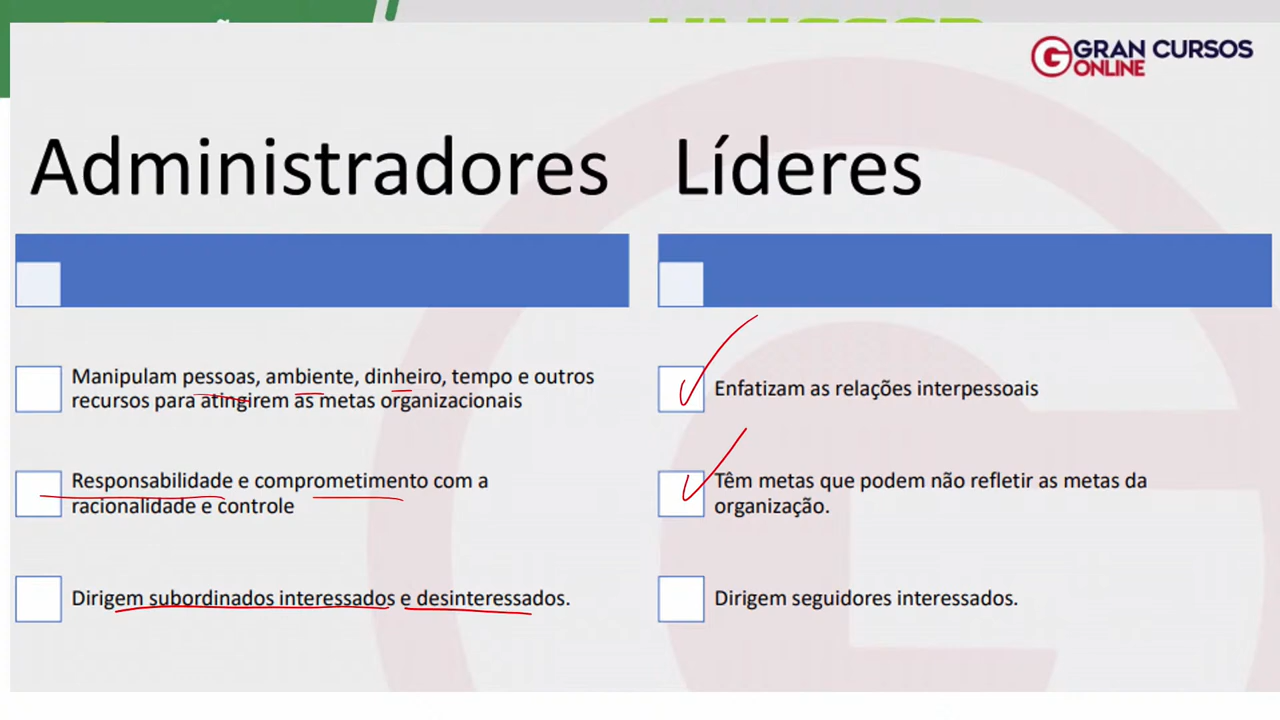 GRAN CURSOS
ONLINE
Administradores
Líderes
Manipulam pessoas, ambiente, dinheiro, tempo e outros
recursos para atingirem as metas organizacionais
Responsabilidade e comprometimento com a
racionalidade e controle
Dirigem subordinados interessados e desinteressados.
Enfatizam as relações interpessoais
Têm metas que podem não refletir as metas da
organização.
Dirigem seguidores interessados.